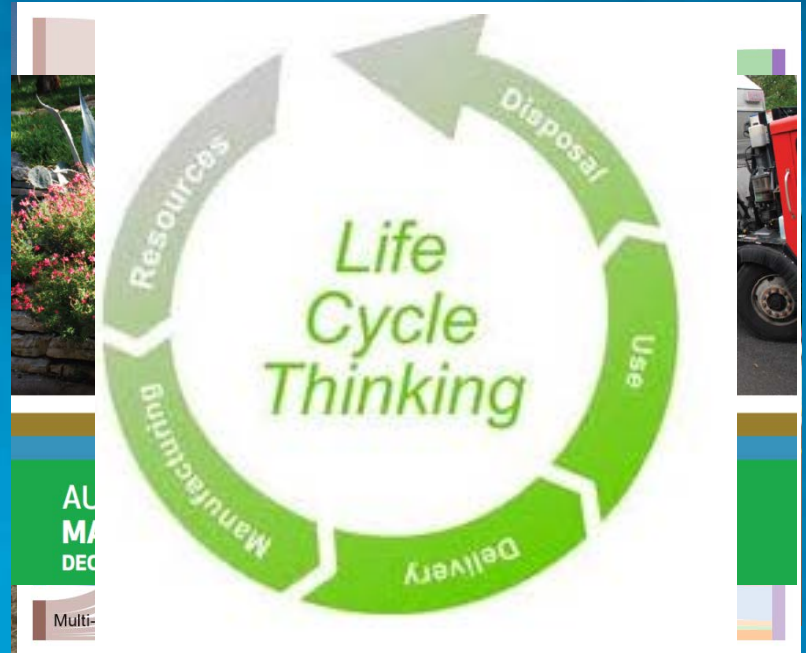 Disposal
Resources
Life
Cycle
Thinking
Use
Manufacturing
Delivery
AU
MA
DEC
Multi-